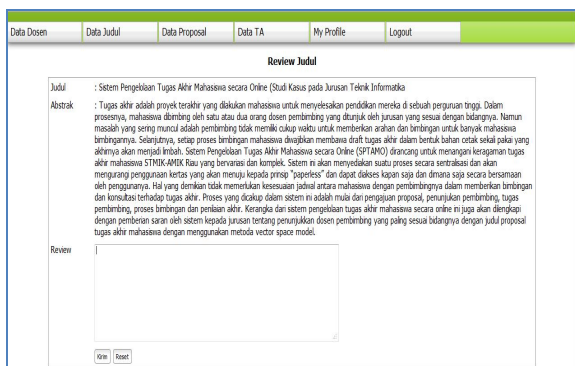 Data Dosen Data Judul Data Proposal Data TA My Profile Logout
Review Judul
Judul : Sistem Pengelolaan Tugas Akhir Mahasiswa secara Online (Studi Kasus pada Jurusan Teknik Informatika
Abstrak : Tugas akhir adalah proyek terakhir yang dilakukan mahasiswa untuk menyelesaikan pendidikan mereka di sebuah perguruan tinggi. Dalam
prosesnya, mahasiswa dbimbing oleh satu atau dua orang dosen pembimbing yang ditunjuk oleh jurusan yang sesuai dengan bidangnya. Namun
masalah yang sering muncul adalah pembimbing tidak memiliki cukup waktu untuk memberikan arahan dan bimbingan untuk banyak mahasiswa
bimbingannya. Selanjutnya, setiap proses bimbingan mahasiswa diwajibkan membawa draft tugas akhir dalam bentuk bahan cetak sekali pakai yang
akhirnya akan menjadi limbah. Sistem Pengelolaan Tugas Akhir Mahasiswa secara Online (SPTAMO) dirancang untuk menangani keragaman tugas
akhir mahasiswa STMIK-AMIK Riau yang bervariasi dan komplek. Sistem ini akan menyediakan suatu proses secara sentralisasi dan akan
mengurangi penggunaan kertas yang akan menuju kepada prinsip "paperless" dan dapat diakses kapan saja dan dimana saja secara bersamaan
oleh penggunanya. Hal yang demikian tidak memerlukan kesesuaian jadwal antara mahasiswa dengan pembimbingnya dalam memberikan bimbingan
dan konsultasi terhadap tugas akhir. Proses yang dicakup dalam sistem ini adalah mulai dari pengajuan proposal, penunjukan pembimbing, tugas
pembimbing, proses bimbingan dan penilaian akhir. Kerangka dari sistem pengelolaan tugas akhir mahasiswa secara online ini juga akan dilengkapi
dengan pemberian saran oleh sistem kepada jurusan tentang penunjukkan dosen pembimbing yang paling sesuai bidangnya dengan judul proposal
tugas akhir mahasiswa dengan menggunakan metoda vector space model.
Review
Kirim Reset